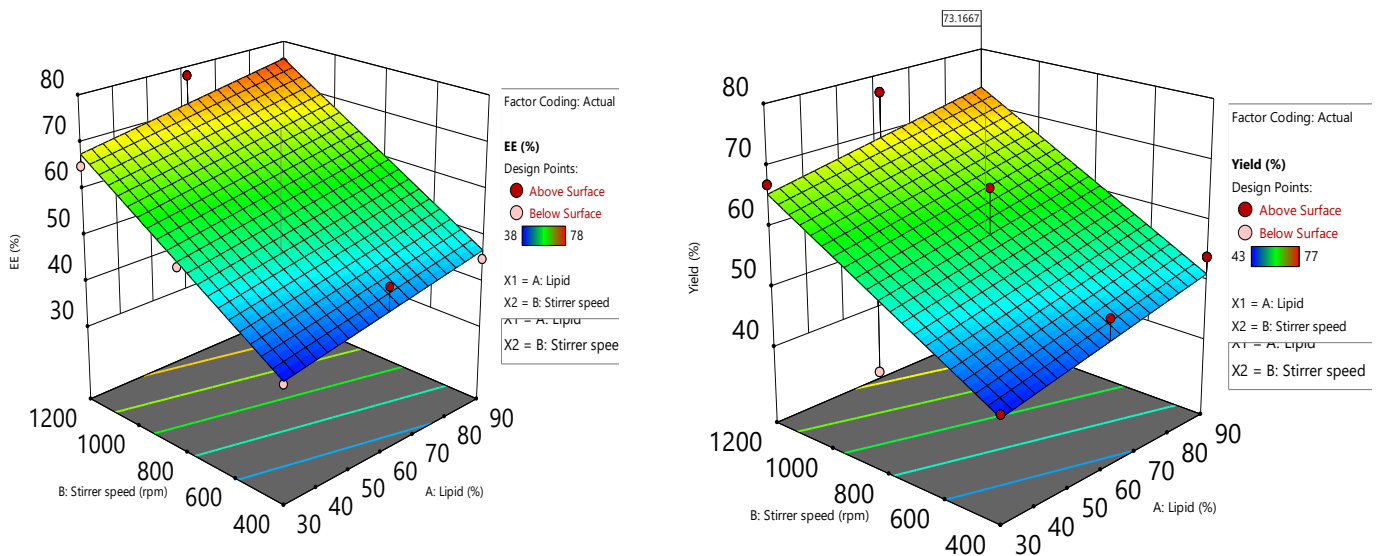 80
70
60
50
40
30
EE (%)
1200
1000
800
600
400
B: Stirrer speed (rpm)
30
40
50
60
70
80
90
A: Lipid (%)
Factor Coding: Actual
EE (%)
Design Points:
Above Surface
Below Surface
38 78
X1 = A: Lipid
X2 = B: Stirrer speed
X1 = A: Lipid
X2 = B: Stirrer spee
73.1667
80
70
60
50
40
Yield (%)
1200
1000
800
600
400
B: Stirrer speed (rpm)
30
40
50
60
70
80
90
A: Lipid (%)
Factor Coding: Actual
Yield (%)
Design Points:
Above Surface
Below Surface
43 77
X1 = A: Lipid
X2 = B: Stirrer speed
X1 = A: Lipid
X2 = B: Stirrer speed